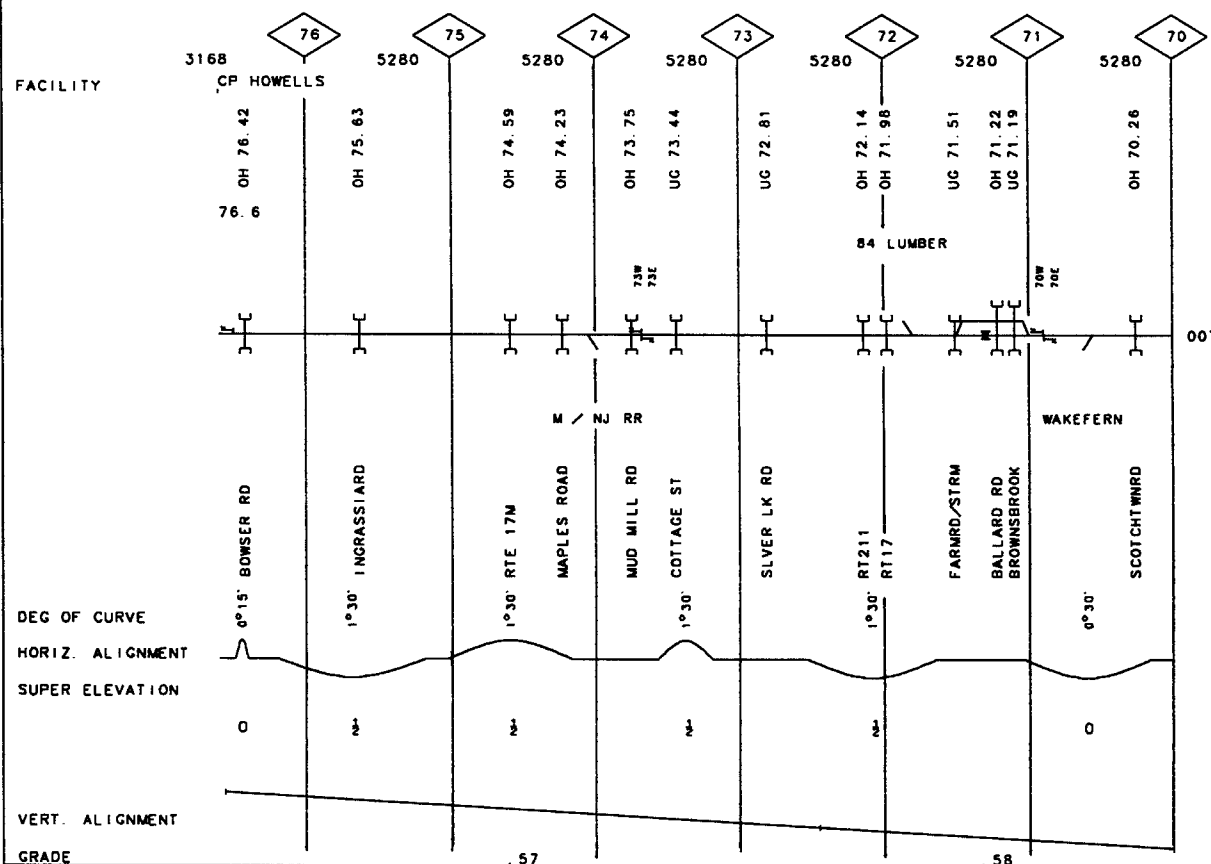 76 75 74 73 72 71 70
3168 5280 5280 5280 5280 5280 5280
FACILITY
CP HOWELLS
OH 76.42
OH 75.63
OH 74.59
OH 74.23
OH 73.75
UG 73.44
UG 72.81
OH 72.14
OH 71.98
UG 71.51
OH 71.22
UG 71.19
OH 70.26
76.6
84 LUMBER
73W
73E
70W
70E
00
M / NJ RR
WAKEFERN
BOWSER RD
INGRASSIARD
RTE 17M
MAPLES ROAD
MUD MILL RD
COTTAGE ST
SLVER LK RD
RT211
RT17
FARMRD/STRM
BALLARD RD
BROWNSBROOK
SCOTCHTWNRD
DEG OF CURVE
0°15' 1°30' 1°30' 1°30' 1°30' 0°30'
HORIZ. ALIGNMENT
SUPER ELEVATION
0 ½ ½ ½ ½ 0
VERT. ALIGNMENT
GRADE
.57 .58